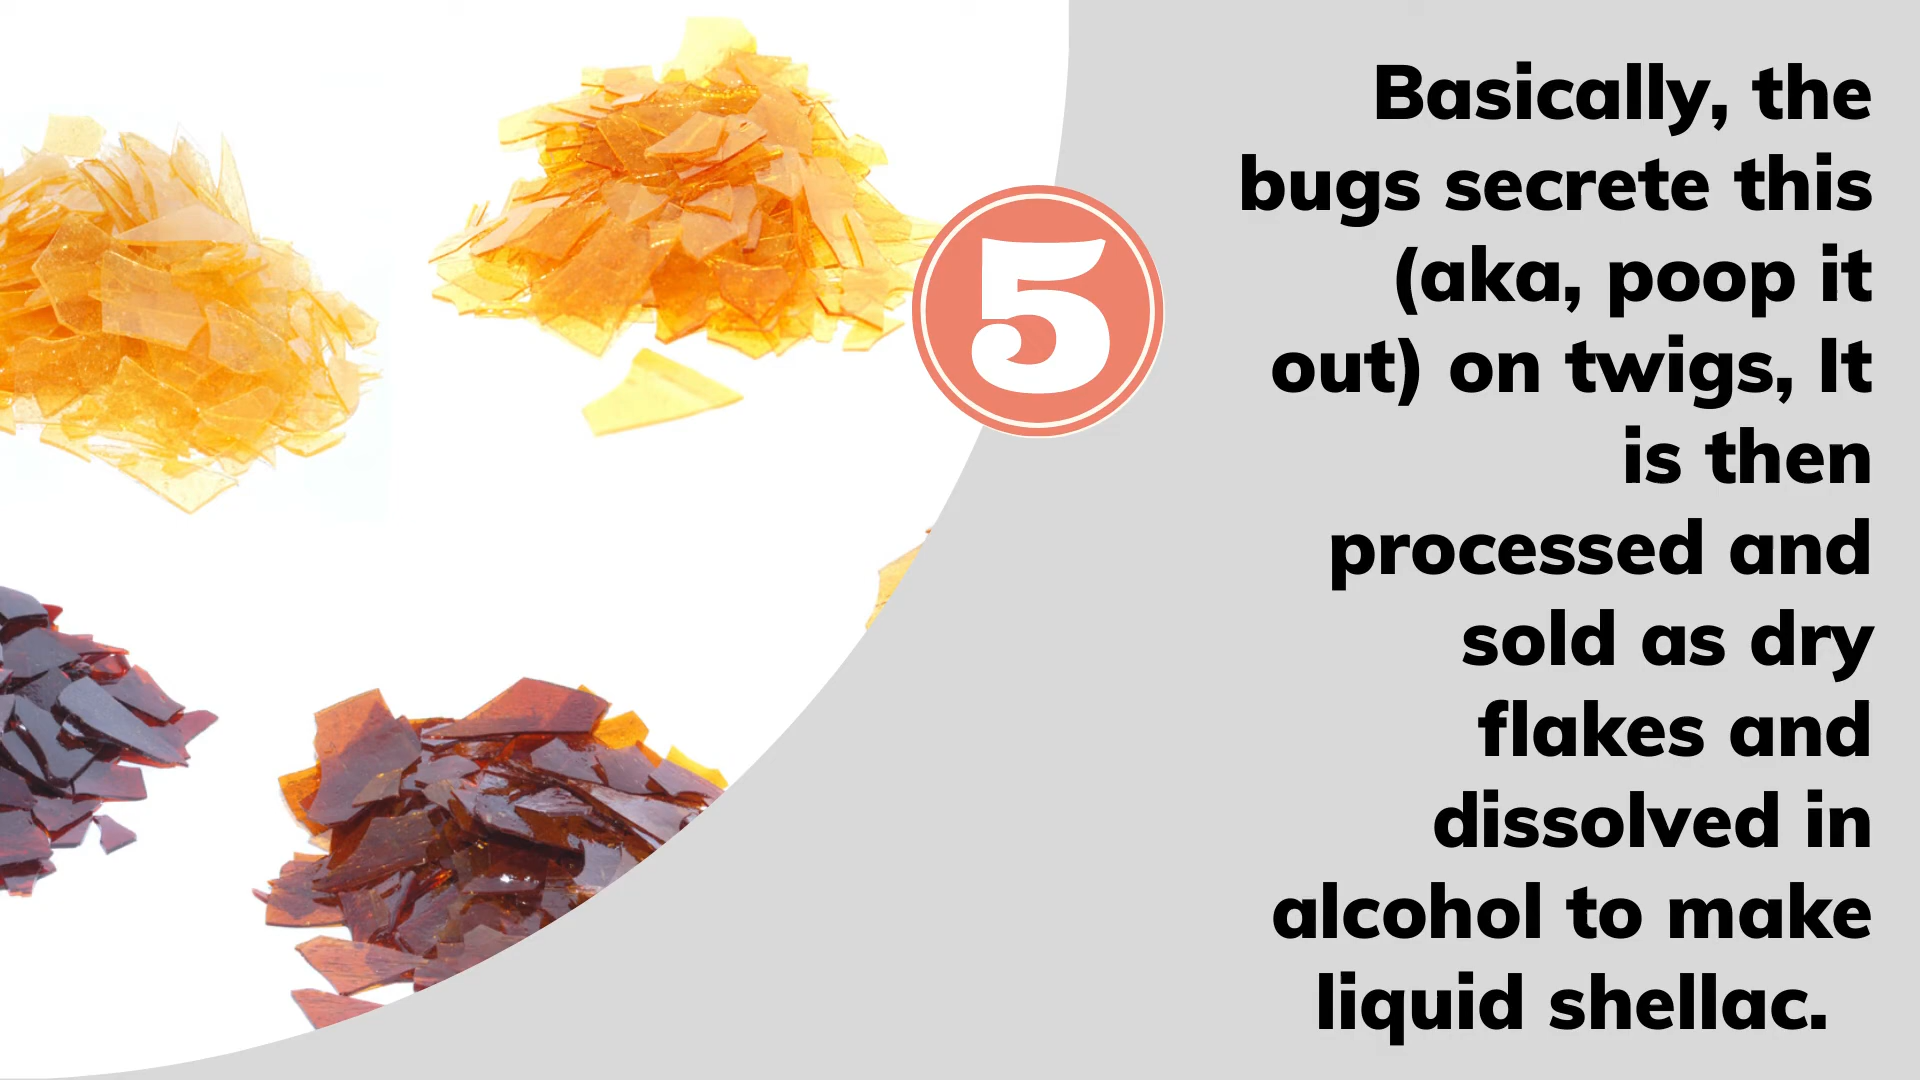 Basically, the
bugs secrete this
(aka, poop it
out) on twigs, It
is then
processed and
sold as dry
flakes and
dissolved in
alcohol to make
liquid shellac.
5